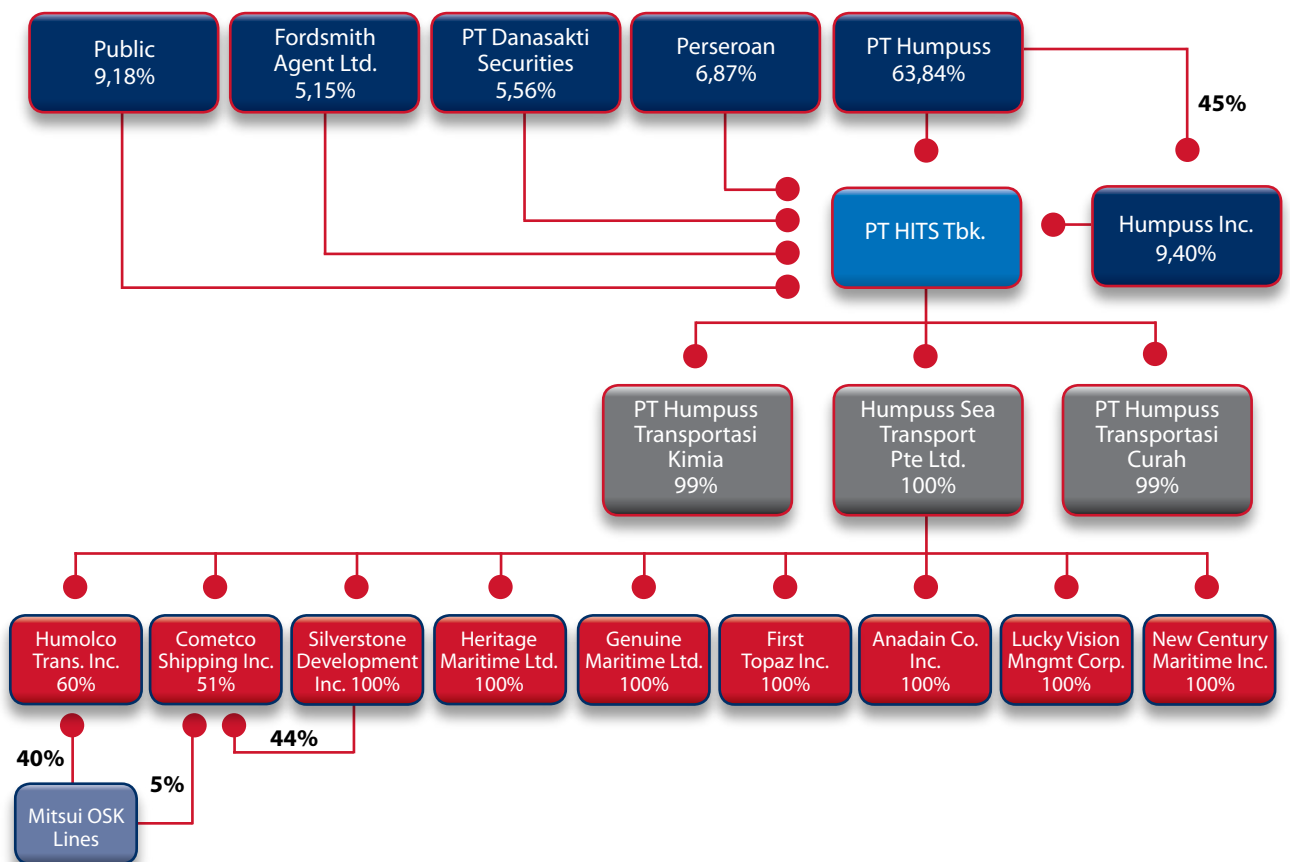 Public
9,18%
Fordsmith
Agent Ltd.
5,15%
PT Danasakti
Securities
5,56%
Perseroan
6,87%
PT Humpuss
63,84%
45%
PT HITS Tbk.
Humpuss Inc.
9,40%
PT Humpuss
Transportasi
Kimia
99%
Humpuss Sea
Transport
Pte Ltd.
100%
PT Humpuss
Transportasi
Curah
99%
Humolco
Trans. Inc.
60%
Cometco
Shipping Inc.
51%
Silverstone
Development
Inc. 100%
Heritage
Maritime Ltd.
100%
Genuine
Maritime Ltd.
100%
First
Topaz Inc.
100%
Anadain Co.
Inc.
100%
Lucky Vision
Mngmt Corp.
100%
New Century
Maritime Inc.
100%
40%
5%
44%
Mitsui OSK
Lines